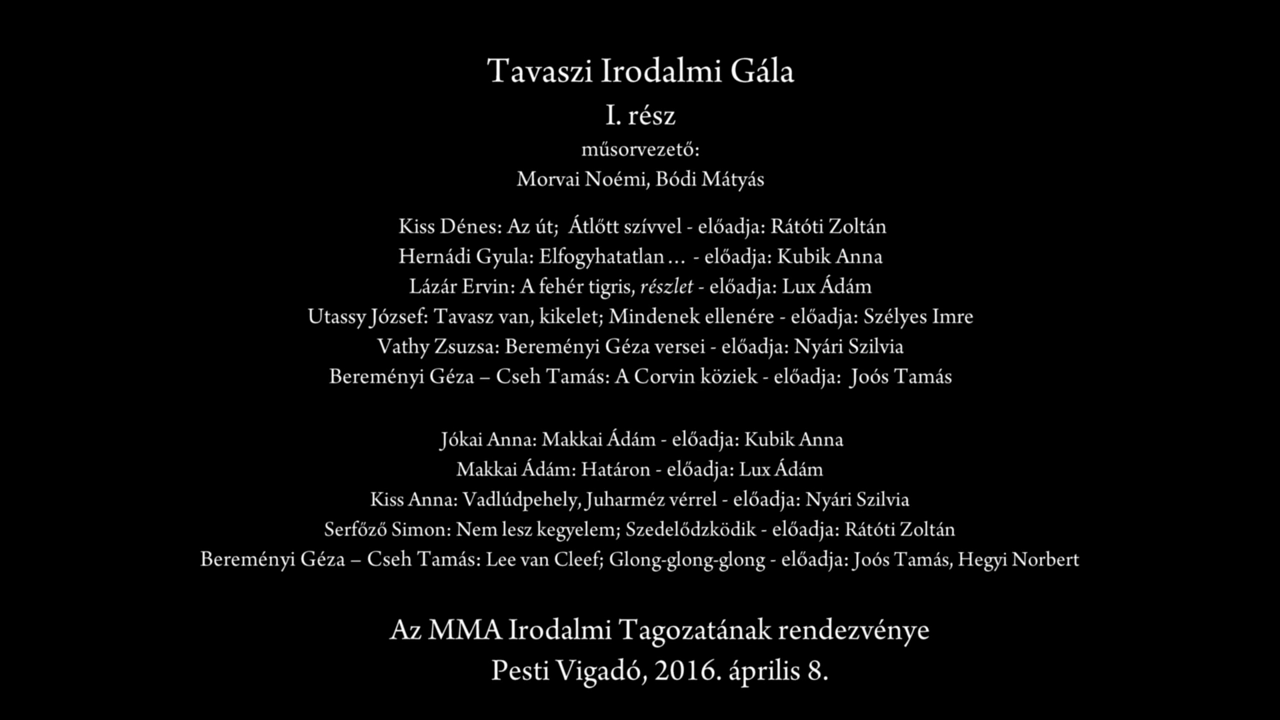 Tavaszi Irodalmi Gála
I. rész
műsorvezető:
Morvai Noémi, Bódi Mátyás
Kiss Dénes: Az út;  Átlőtt szívvel - előadja: Rátóti Zoltán
Hernádi Gyula: Elfogyhatatlan… - előadja: Kubik Anna
Lázár Ervin: A fehér tigris, részlet - előadja: Lux Ádám
Utassy József: Tavasz van, kikelet; Mindenek ellenére - előadja: Szélyes Imre
Vathy Zsuzsa: Bereményi Géza versei - előadja: Nyári Szilvia
Bereményi Géza – Cseh Tamás: A Corvin köziek - előadja:  Joós Tamás
Jókai Anna: Makkai Ádám - előadja: Kubik Anna
Makkai Ádám: Határon - előadja: Lux Ádám
Kiss Anna: Vadlúdpehely, Juharméz vérrel - előadja: Nyári Szilvia
Serfőző Simon: Nem lesz kegyelem; Szedelődzködik - előadja: Rátóti Zoltán
Bereményi Géza – Cseh Tamás: Lee van Cleef; Glong-glong-glong - előadja: Joós Tamás, Hegyi Norbert
Az MMA Irodalmi Tagozatának rendezvénye
Pesti Vigadó, 2016. április 8.